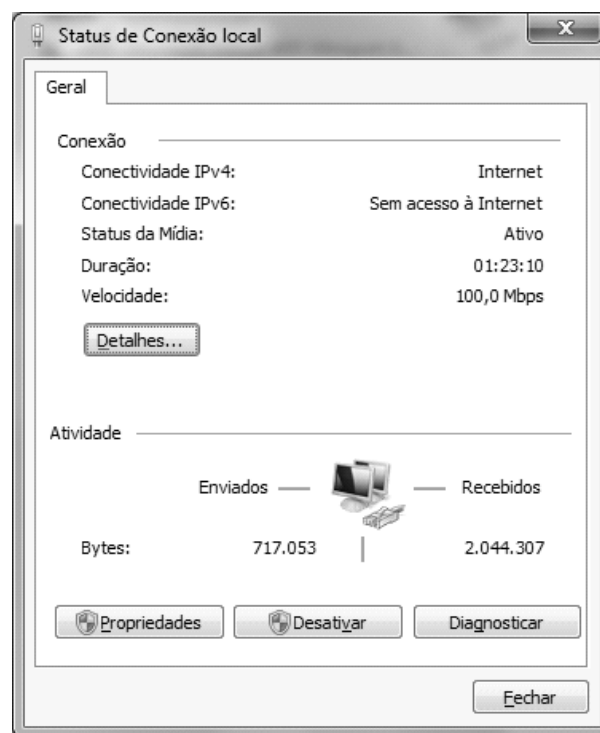 Status de Conexão local
Geral
Conexão
Conectividade IPv4: Internet
Conectividade IPv6: Sem acesso à Internet
Status da Mídia: Ativo
Duração: 01:23:10
Velocidade: 100,0 Mbps
Detalhes...
Atividade
Enviados Recebidos
Bytes: 717.053 2.044.307
Propriedades Desativar Diagnosticar
Fechar